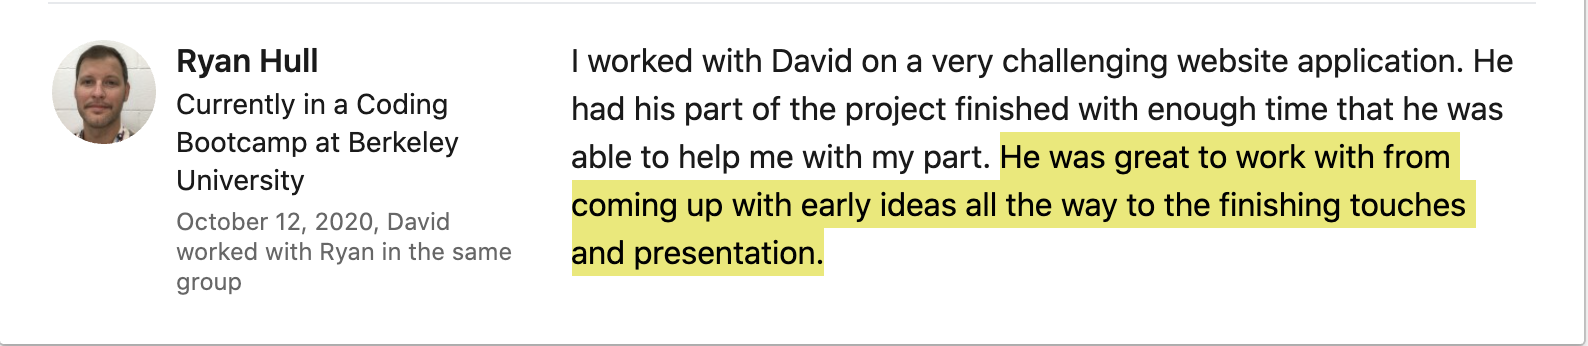 Ryan Hull
Currently in a Coding
Bootcamp at Berkeley
University
October 12, 2020, David
worked with Ryan in the same
group
I worked with David on a very challenging website application. He
had his part of the project finished with enough time that he was
able to help me with my part. He was great to work with from
coming up with early ideas all the way to the finishing touches
and presentation.